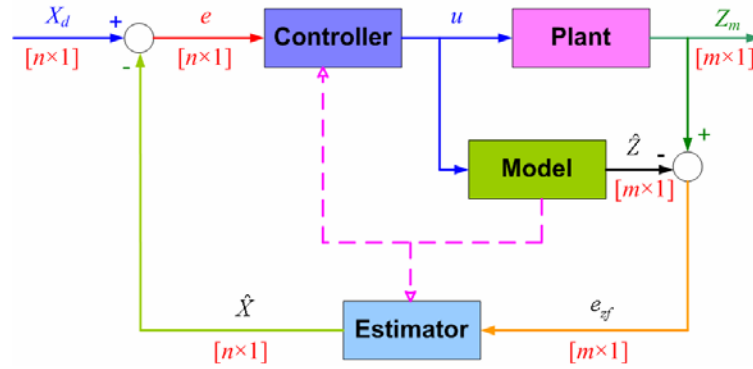 X_d
+
[n×1]
-
e
[n×1]
Controller
u
Plant
Z_m
[m×1]
+
Model
Ẑ
-
[m×1]
X̂
[n×1]
Estimator
e_zf
[m×1]